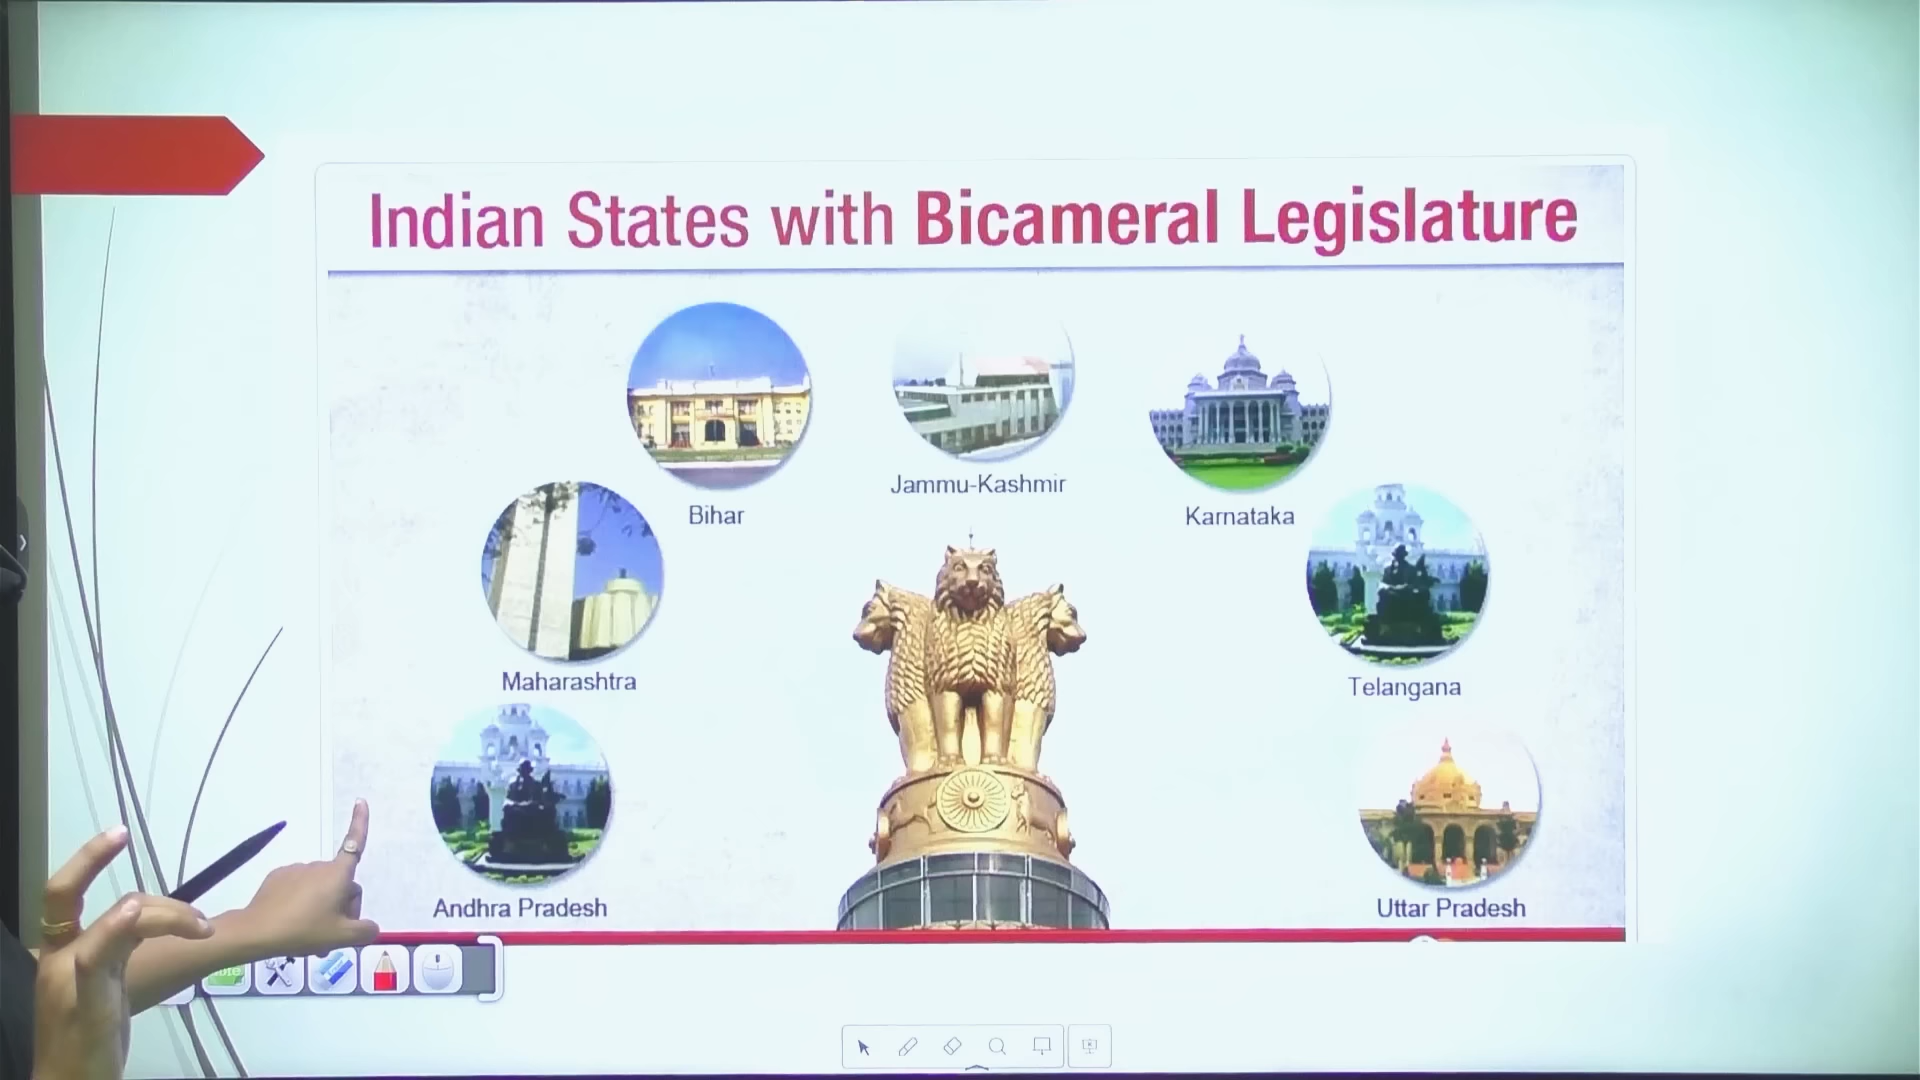 Indian States with Bicameral Legislature
Bihar
Jammu-Kashmir
Karnataka
Maharashtra
Telangana
Andhra Pradesh
Uttar Pradesh